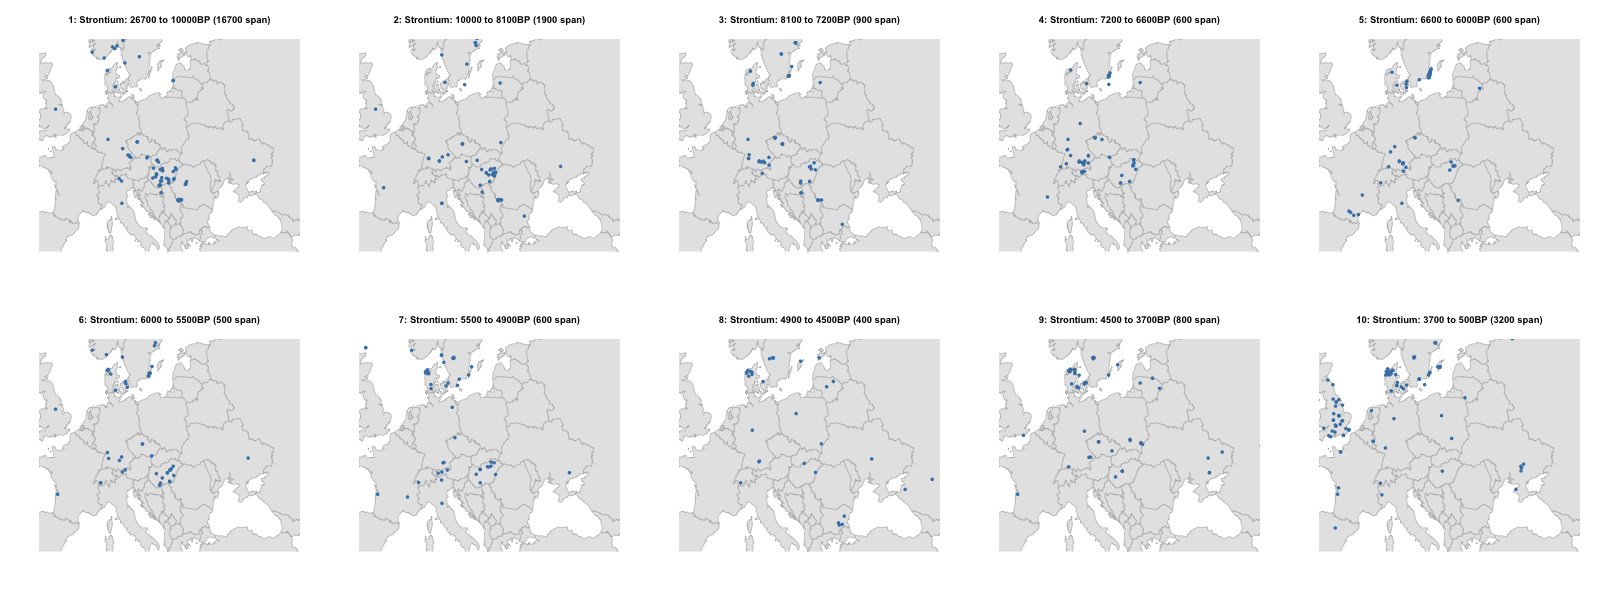 1: Strontium: 26700 to 10000BP (16700 span)
2: Strontium: 10000 to 8100BP (1900 span)
3: Strontium: 8100 to 7200BP (900 span)
4: Strontium: 7200 to 6600BP (600 span)
5: Strontium: 6600 to 6000BP (600 span)
6: Strontium: 6000 to 5500BP (500 span)
7: Strontium: 5500 to 4900BP (600 span)
8: Strontium: 4900 to 4500BP (400 span)
9: Strontium: 4500 to 3700BP (800 span)
10: Strontium: 3700 to 500BP (3200 span)